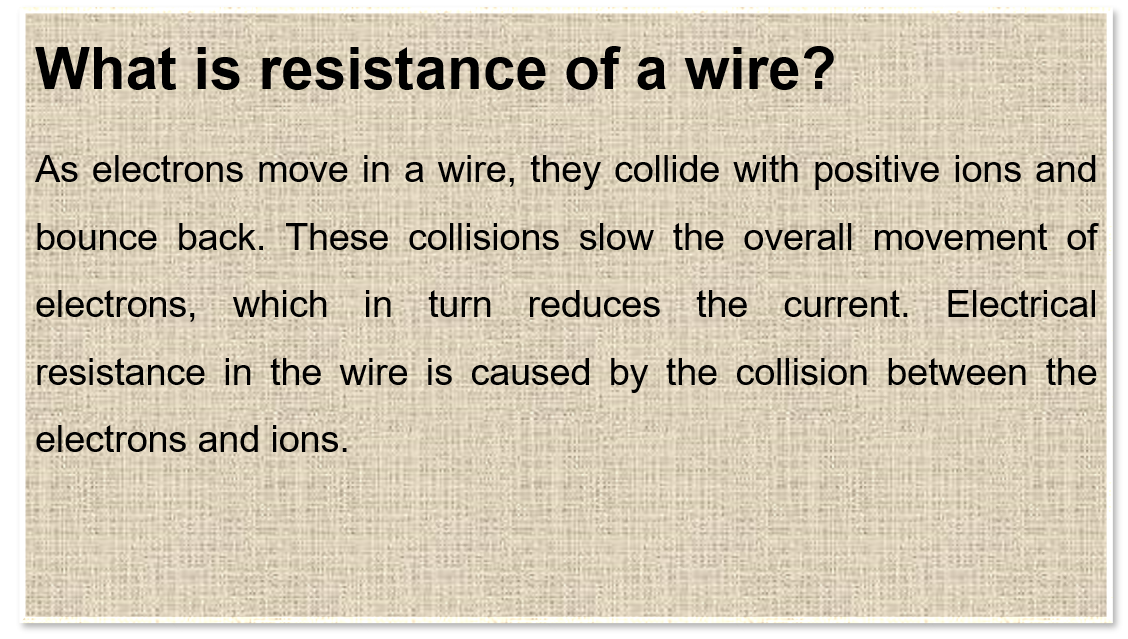 What is resistance of a wire?
As electrons move in a wire, they collide with positive ions and
bounce back. These collisions slow the overall movement of
electrons, which in turn reduces the current. Electrical
resistance in the wire is caused by the collision between the
electrons and ions.